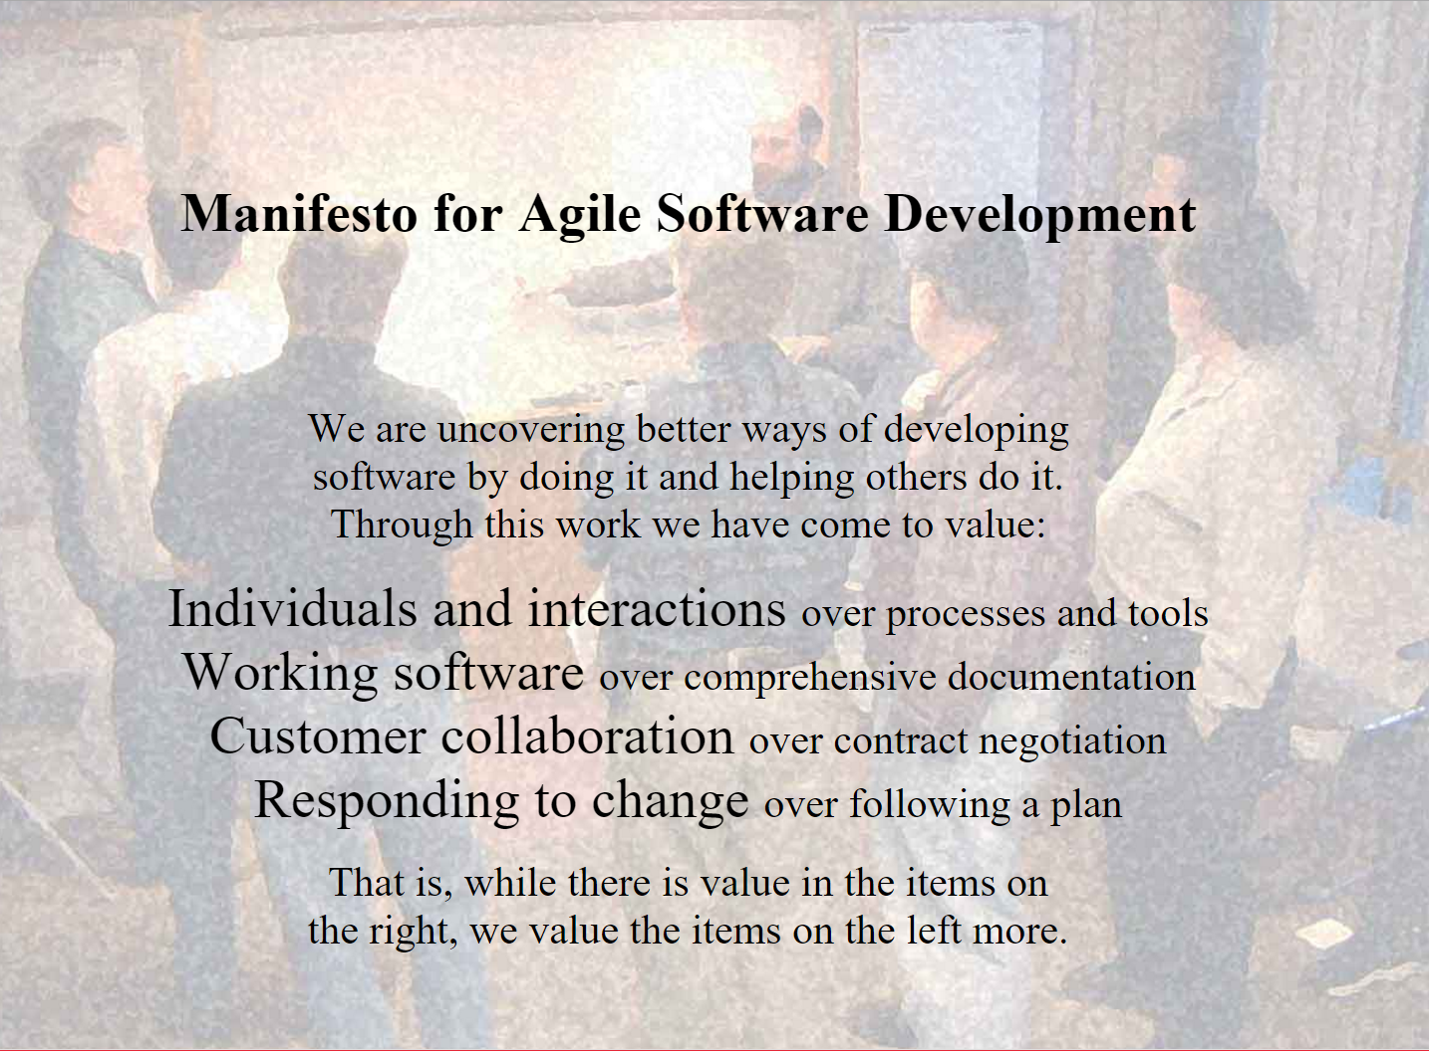 Manifesto for Agile Software Development
We are uncovering better ways of developing
software by doing it and helping others do it.
Through this work we have come to value:
Individuals and interactions over processes and tools
Working software over comprehensive documentation
Customer collaboration over contract negotiation
Responding to change over following a plan
That is, while there is value in the items on
the right, we value the items on the left more.